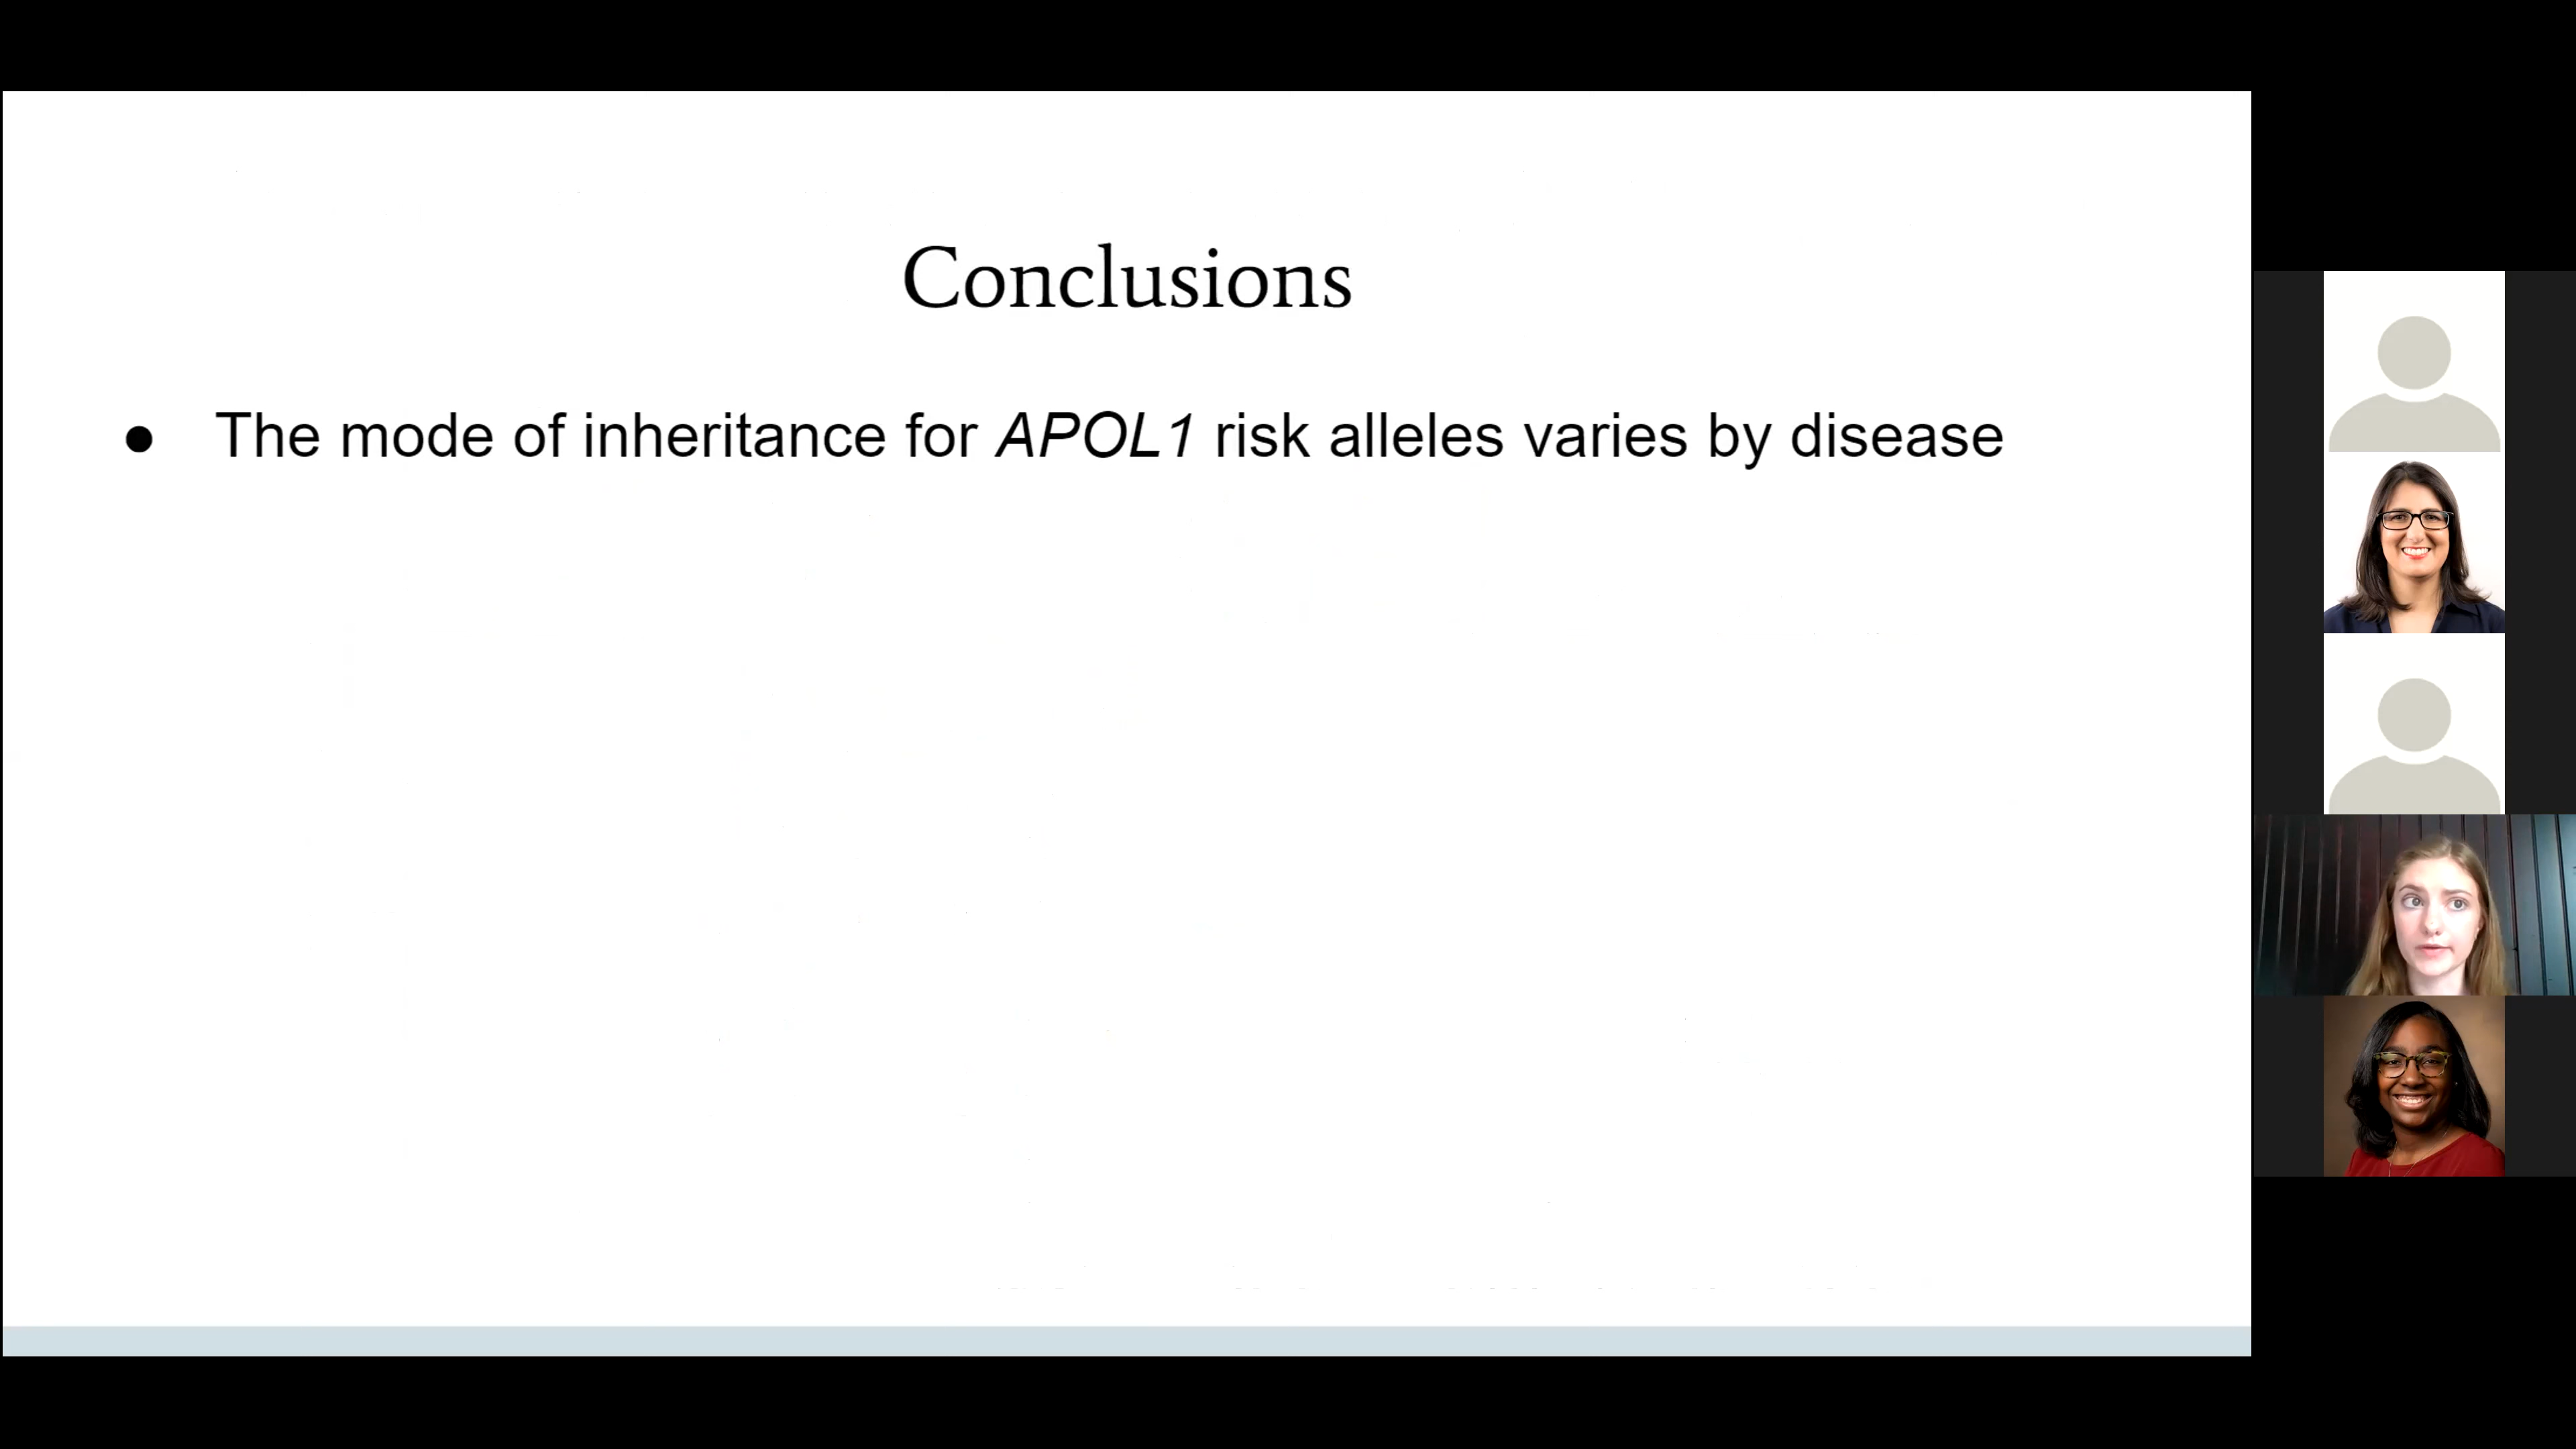 Conclusions
● The mode of inheritance for APOL1 risk alleles varies by disease